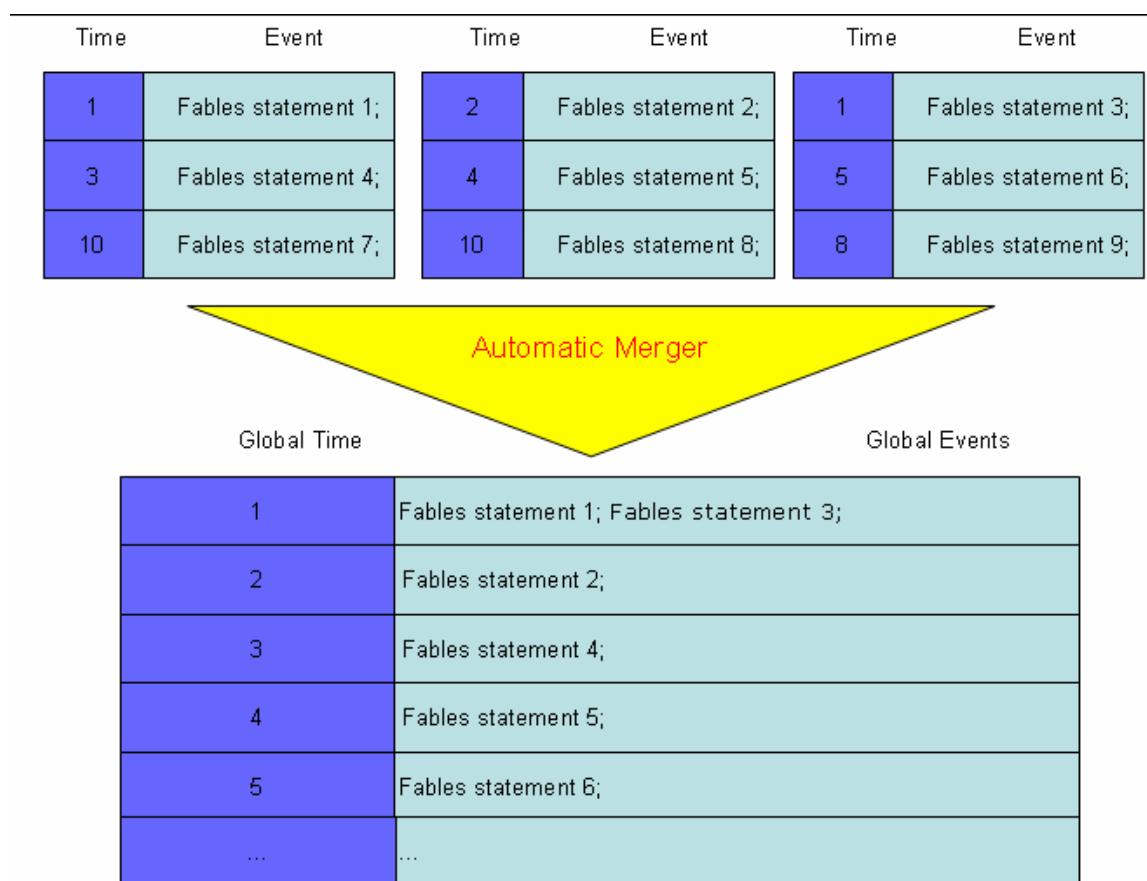 Time Event Time Event Time Event
1 Fables statement 1; 2 Fables statement 2; 1 Fables statement 3;
3 Fables statement 4; 4 Fables statement 5; 5 Fables statement 6;
10 Fables statement 7; 10 Fables statement 8; 8 Fables statement 9;
Automatic Merger
Global Time Global Events
1 Fables statement 1; Fables statement 3;
2 Fables statement 2;
3 Fables statement 4;
4 Fables statement 5;
5 Fables statement 6;
... ...